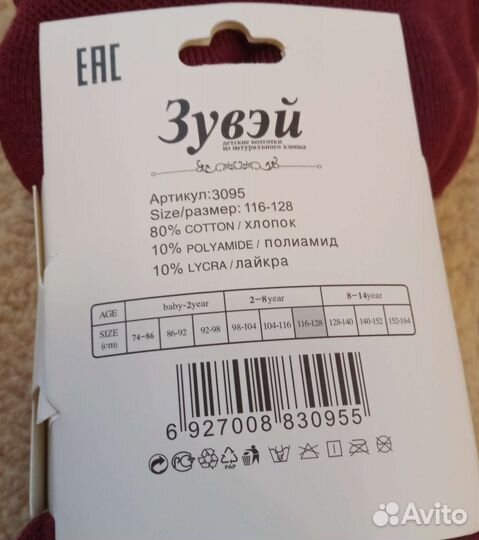 EAC
Зувэй
детские колготки
из натурального хлопка
Артикул:3095
Size/размер: 116-128
80% COTTON / хлопок
10% POLYAMIDE / полиамид
10% LYCRA / лайкра
AGE baby-2year 2-8year 8-14year
SIZE (cm) 74-86 86-92 92-98 98-104 104-116 116-128 128-140 140-152 152-164
6 927008 830955
PAP
Avito